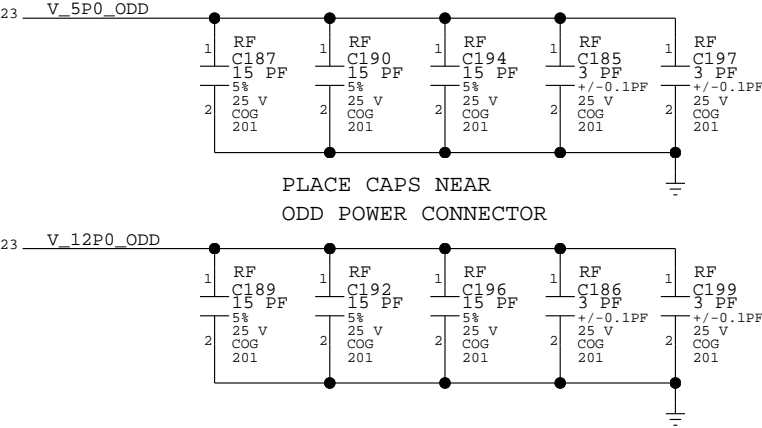 23 V_5P0_ODD
1 RF
C187
15 PF
5%
2 25 V
COG
201
1 RF
C190
15 PF
5%
2 25 V
COG
201
1 RF
C194
15 PF
5%
2 25 V
COG
201
1 RF
C185
3 PF
+/-0.1PF
2 25 V
COG
201
1 RF
C197
3 PF
+/-0.1PF
2 25 V
COG
201
PLACE CAPS NEAR
ODD POWER CONNECTOR
23 V_12P0_ODD
1 RF
C189
15 PF
5%
2 25 V
COG
201
1 RF
C192
15 PF
5%
2 25 V
COG
201
1 RF
C196
15 PF
5%
2 25 V
COG
201
1 RF
C186
3 PF
+/-0.1PF
2 25 V
COG
201
1 RF
C199
3 PF
+/-0.1PF
2 25 V
COG
201